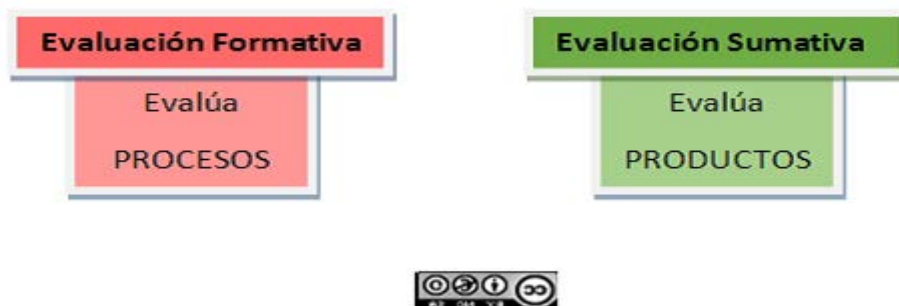 Evaluación Formativa
Evalúa
PROCESOS
Evaluación Sumativa
Evalúa
PRODUCTOS